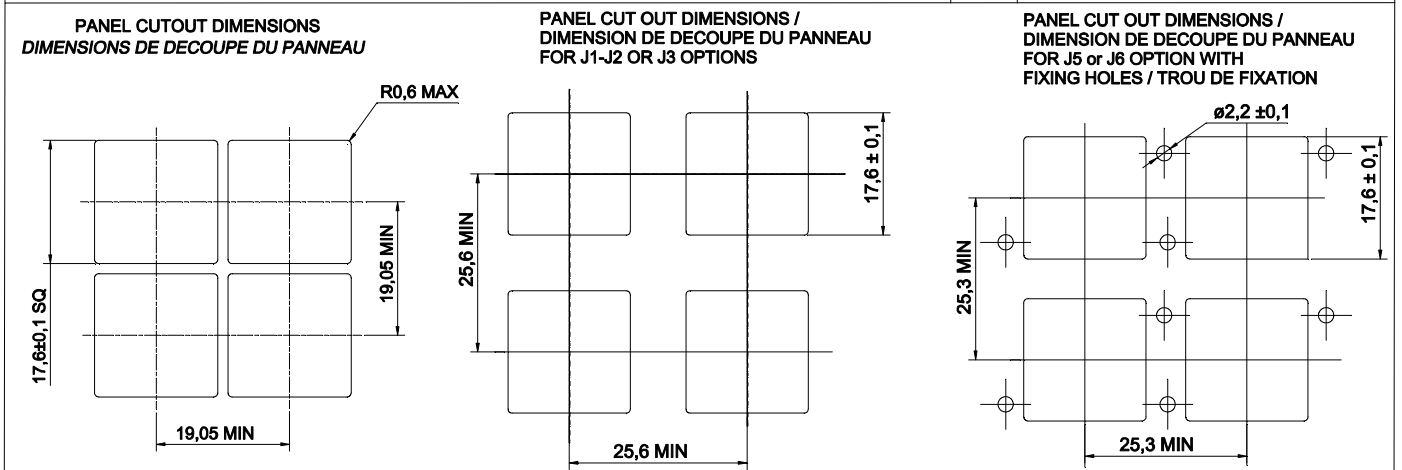 PANEL CUTOUT DIMENSIONS
DIMENSIONS DE DECOUPE DU PANNEAU
R0,6 MAX
17,6±0,1 SQ
19,05 MIN
19,05 MIN
PANEL CUT OUT DIMENSIONS /
DIMENSION DE DECOUPE DU PANNEAU
FOR J1-J2 OR J3 OPTIONS
17,6 ± 0,1
25,6 MIN
25,6 MIN
PANEL CUT OUT DIMENSIONS /
DIMENSION DE DECOUPE DU PANNEAU
FOR J5 or J6 OPTION WITH
FIXING HOLES / TROU DE FIXATION
ø2,2 ±0,1
17,6 ± 0,1
25,3 MIN
25,3 MIN